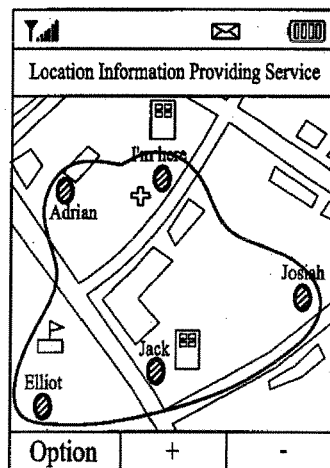 Location Information Providing Service
I'm here
Adrian
Josiah
Jack
Elliot
Option
+
-